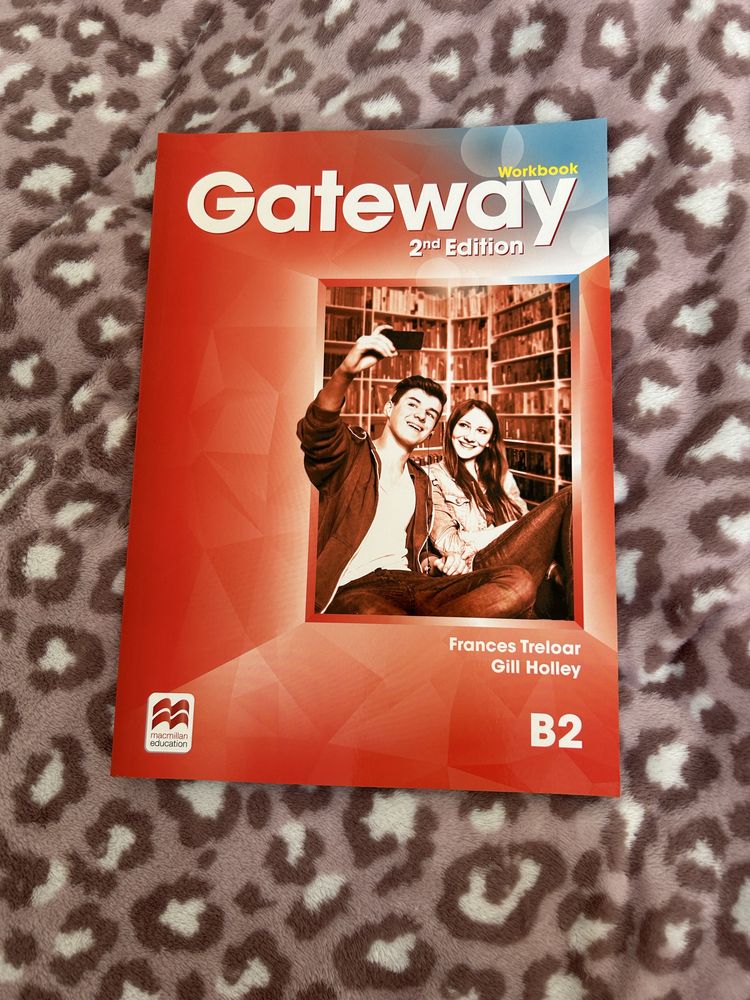 Workbook
Gateway
2nd Edition
Frances Treloar
Gill Holley
B2
macmillan
education